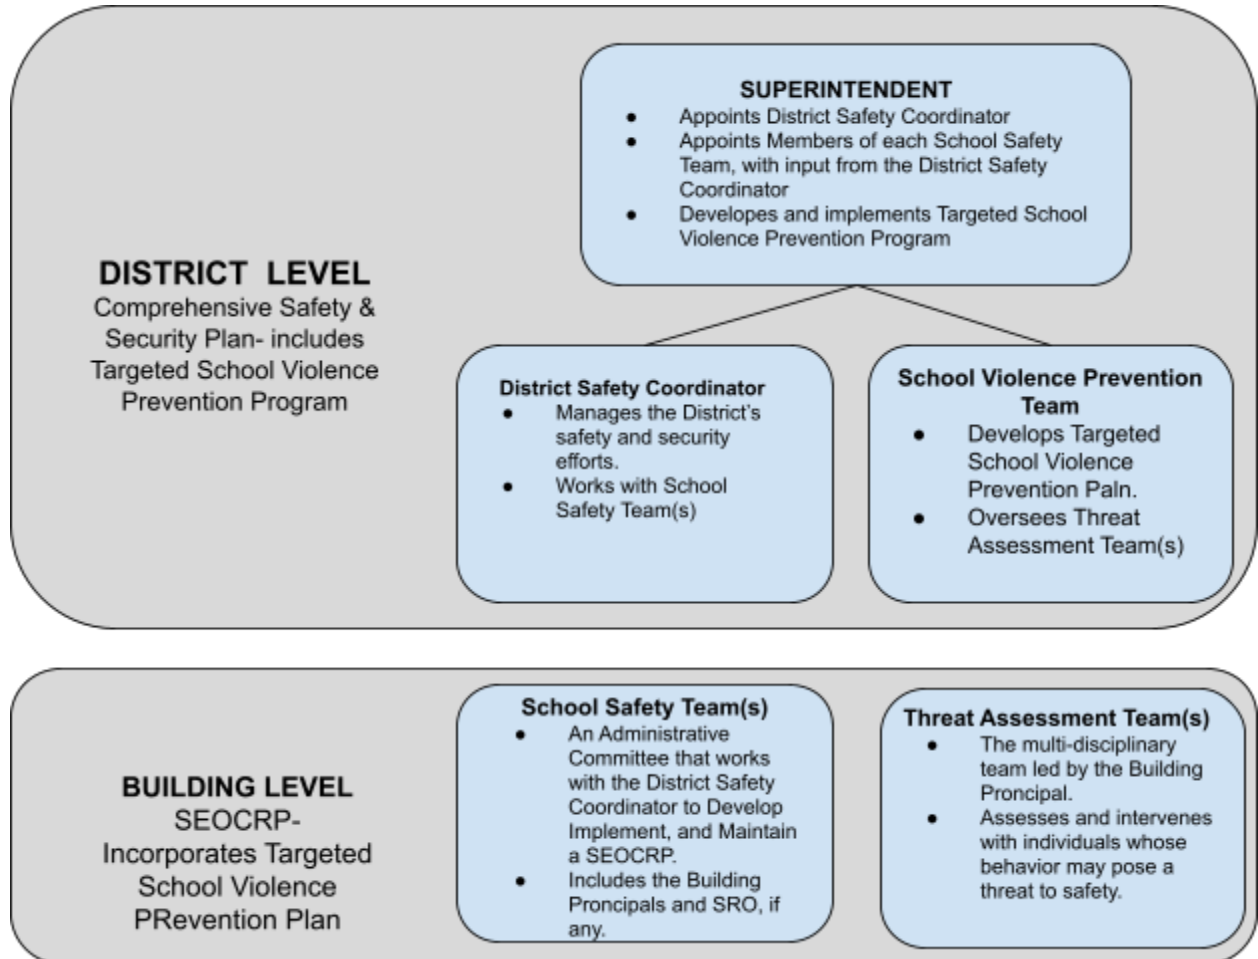 SUPERINTENDENT
● Appoints District Safety Coordinator
● Appoints Members of each School Safety
Team, with input from the District Safety
Coordinator
● Developes and implements Targeted School
Violence Prevention Program
DISTRICT LEVEL
Comprehensive Safety &
Security Plan- includes
Targeted School Violence
Prevention Program
District Safety Coordinator
● Manages the District's
safety and security
efforts.
● Works with School
Safety Team(s)
School Violence Prevention
Team
● Develops Targeted
School Violence
Prevention Paln.
● Oversees Threat
Assessment Team(s)
BUILDING LEVEL
SEOCRP-
Incorporates Targeted
School Violence
PRevention Plan
School Safety Team(s)
● An Administrative
Committee that works
with the District Safety
Coordinator to Develop
Implement, and Maintain
a SEOCRP.
● Includes the Building
Proncipals and SRO, if
any.
Threat Assessment Team(s)
● The multi-disciplinary
team led by the Building
Proncipal.
● Assesses and intervenes
with individuals whose
behavior may pose a
threat to safety.